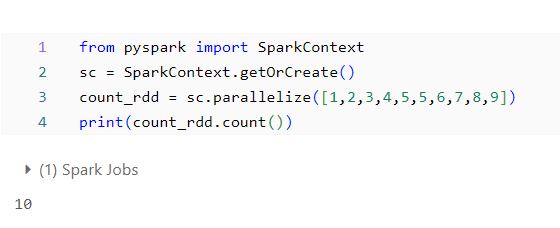 1 from pyspark import SparkContext
2 sc = SparkContext.getOrCreate()
3 count_rdd = sc.parallelize([1,2,3,4,5,5,6,7,8,9])
4 print(count_rdd.count())
(1) Spark Jobs
10